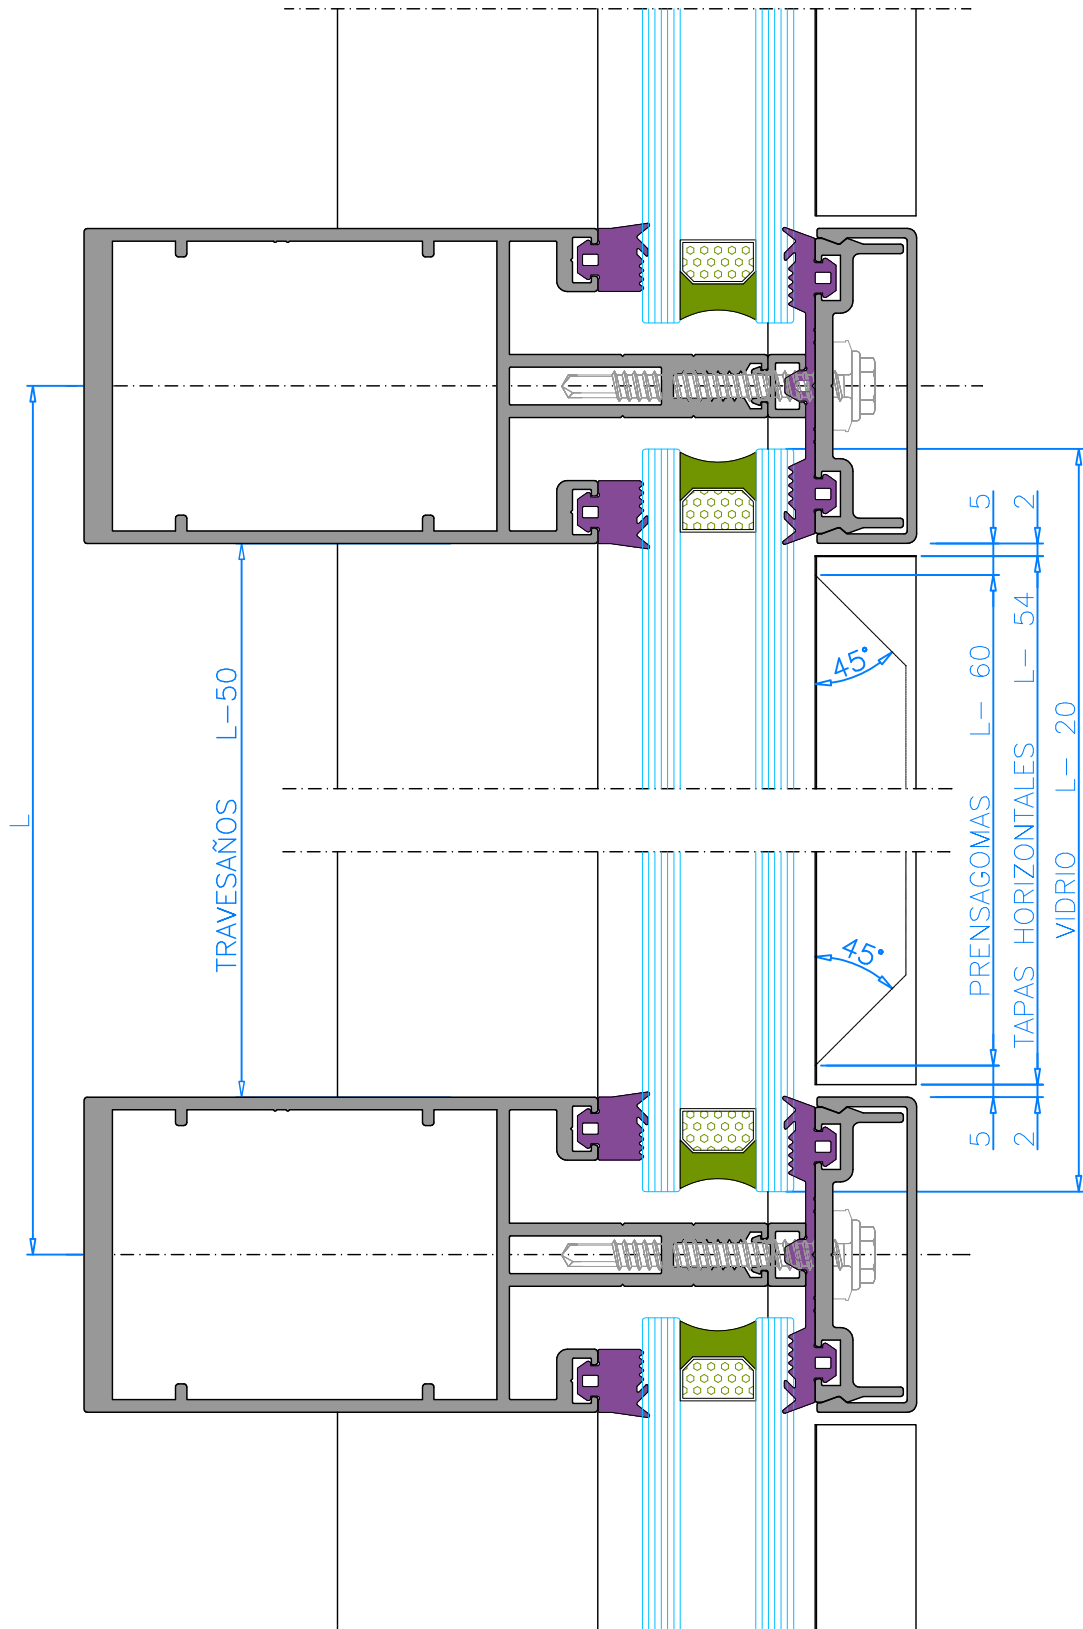 L
TRAVESAÑOS L-50
45°
45°
5
PRENSAGOMAS L- 60
5
2
TAPAS HORIZONTALES L- 54
2
VIDRIO L- 20